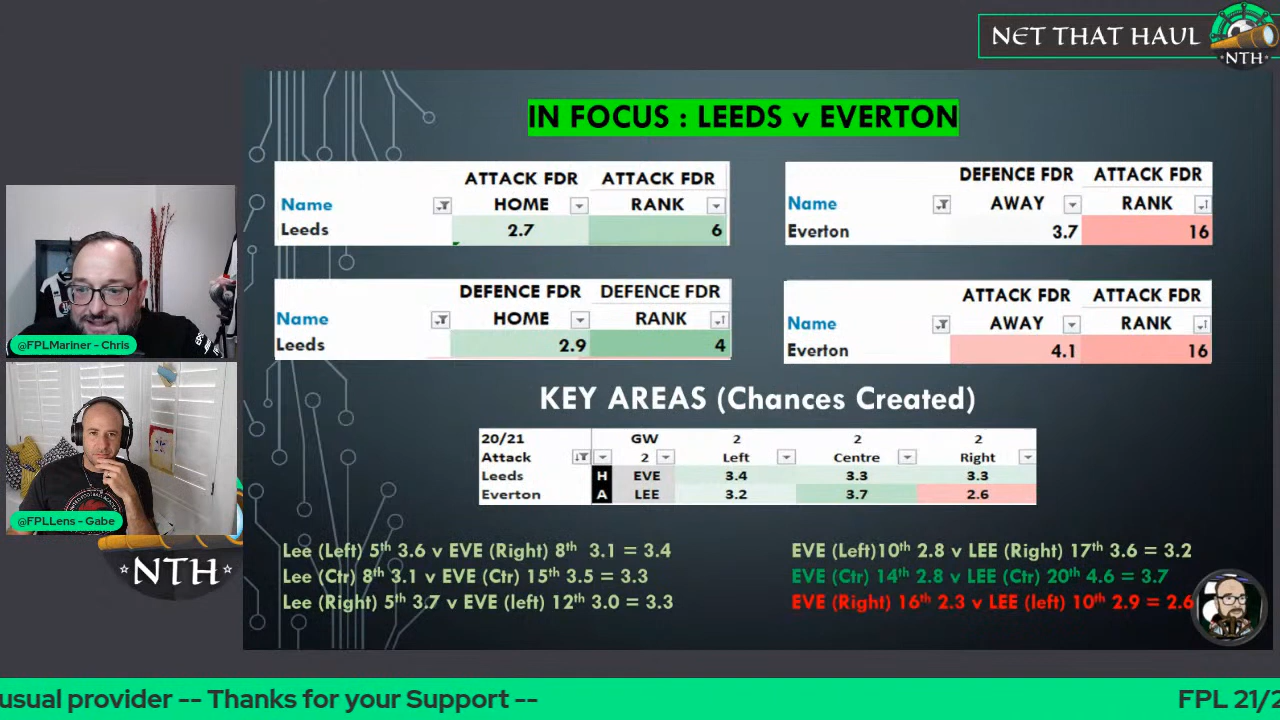 NET THAT HAUL
NTH
IN FOCUS : LEEDS v EVERTON
ATTACK FDR ATTACK FDR
Name HOME RANK
Leeds 2.7 6
DEFENCE FDR ATTACK FDR
Name AWAY RANK
Everton 3.7 16
DEFENCE FDR DEFENCE FDR
Name HOME RANK
Leeds 2.9 4
ATTACK FDR ATTACK FDR
Name AWAY RANK
Everton 4.1 16
@FPLMariner - Chris
KEY AREAS (Chances Created)
20/21 GW 2 2 2
Attack 2 Left Centre Right
Leeds H EVE 3.4 3.3 3.3
Everton A LEE 3.2 3.7 2.6
@FPLLens - Gabe
NTH
Lee (Left) 5th 3.6 v EVE (Right) 8th 3.1 = 3.4
Lee (Ctr) 8th 3.1 v EVE (Ctr) 15th 3.5 = 3.3
Lee (Right) 5th 3.7 v EVE (left) 12th 3.0 = 3.3
EVE (Left)10th 2.8 v LEE (Right) 17th 3.6 = 3.2
EVE (Ctr) 14th 2.8 v LEE (Ctr) 20th 4.6 = 3.7
EVE (Right) 16th 2.3 v LEE (left) 10th 2.9 = 2.6
usual provider -- Thanks for your Support --
FPL 21/2